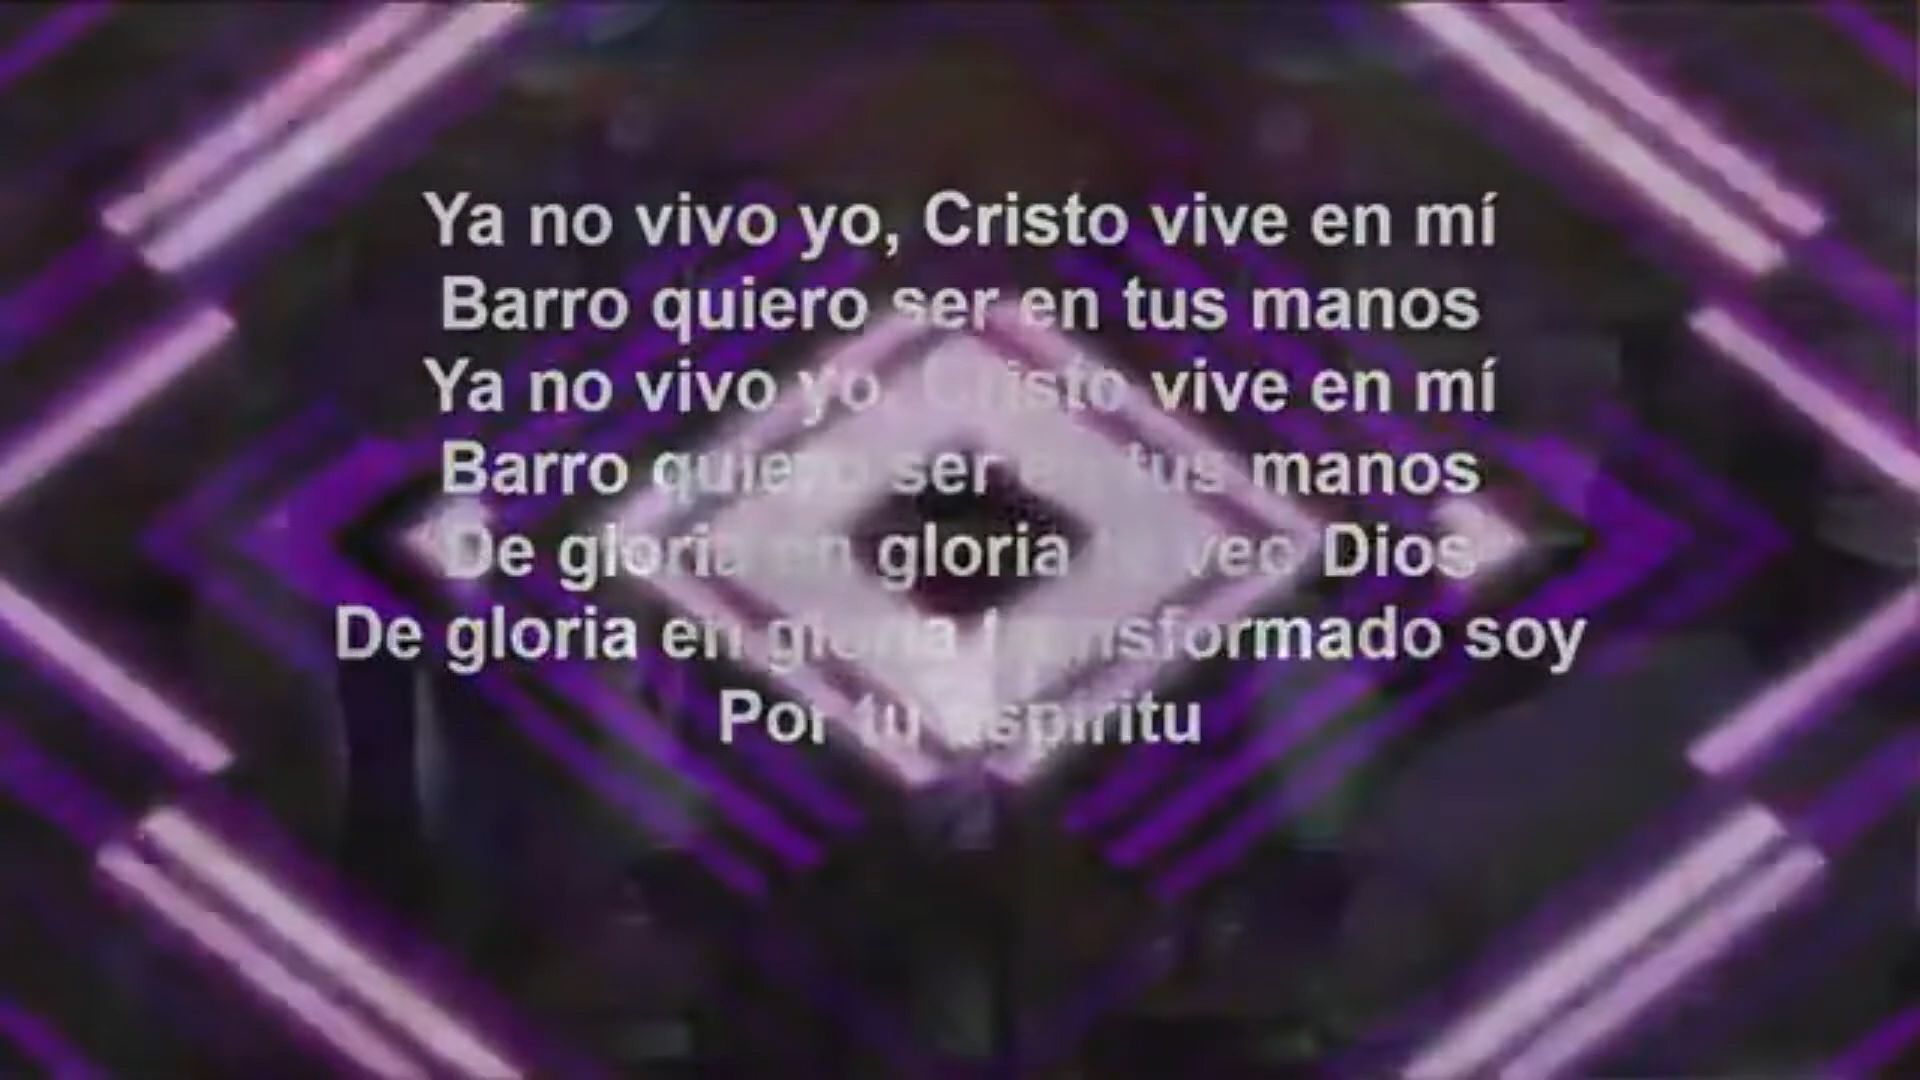 Ya no vivo yo, Cristo vive en mí
Barro quiero ser en tus manos
Ya no vivo yo, Cristo vive en mí
Barro quiero ser en tus manos
De gloria en gloria te veo Dios
De gloria en gloria transformado soy
Por tu espíritu